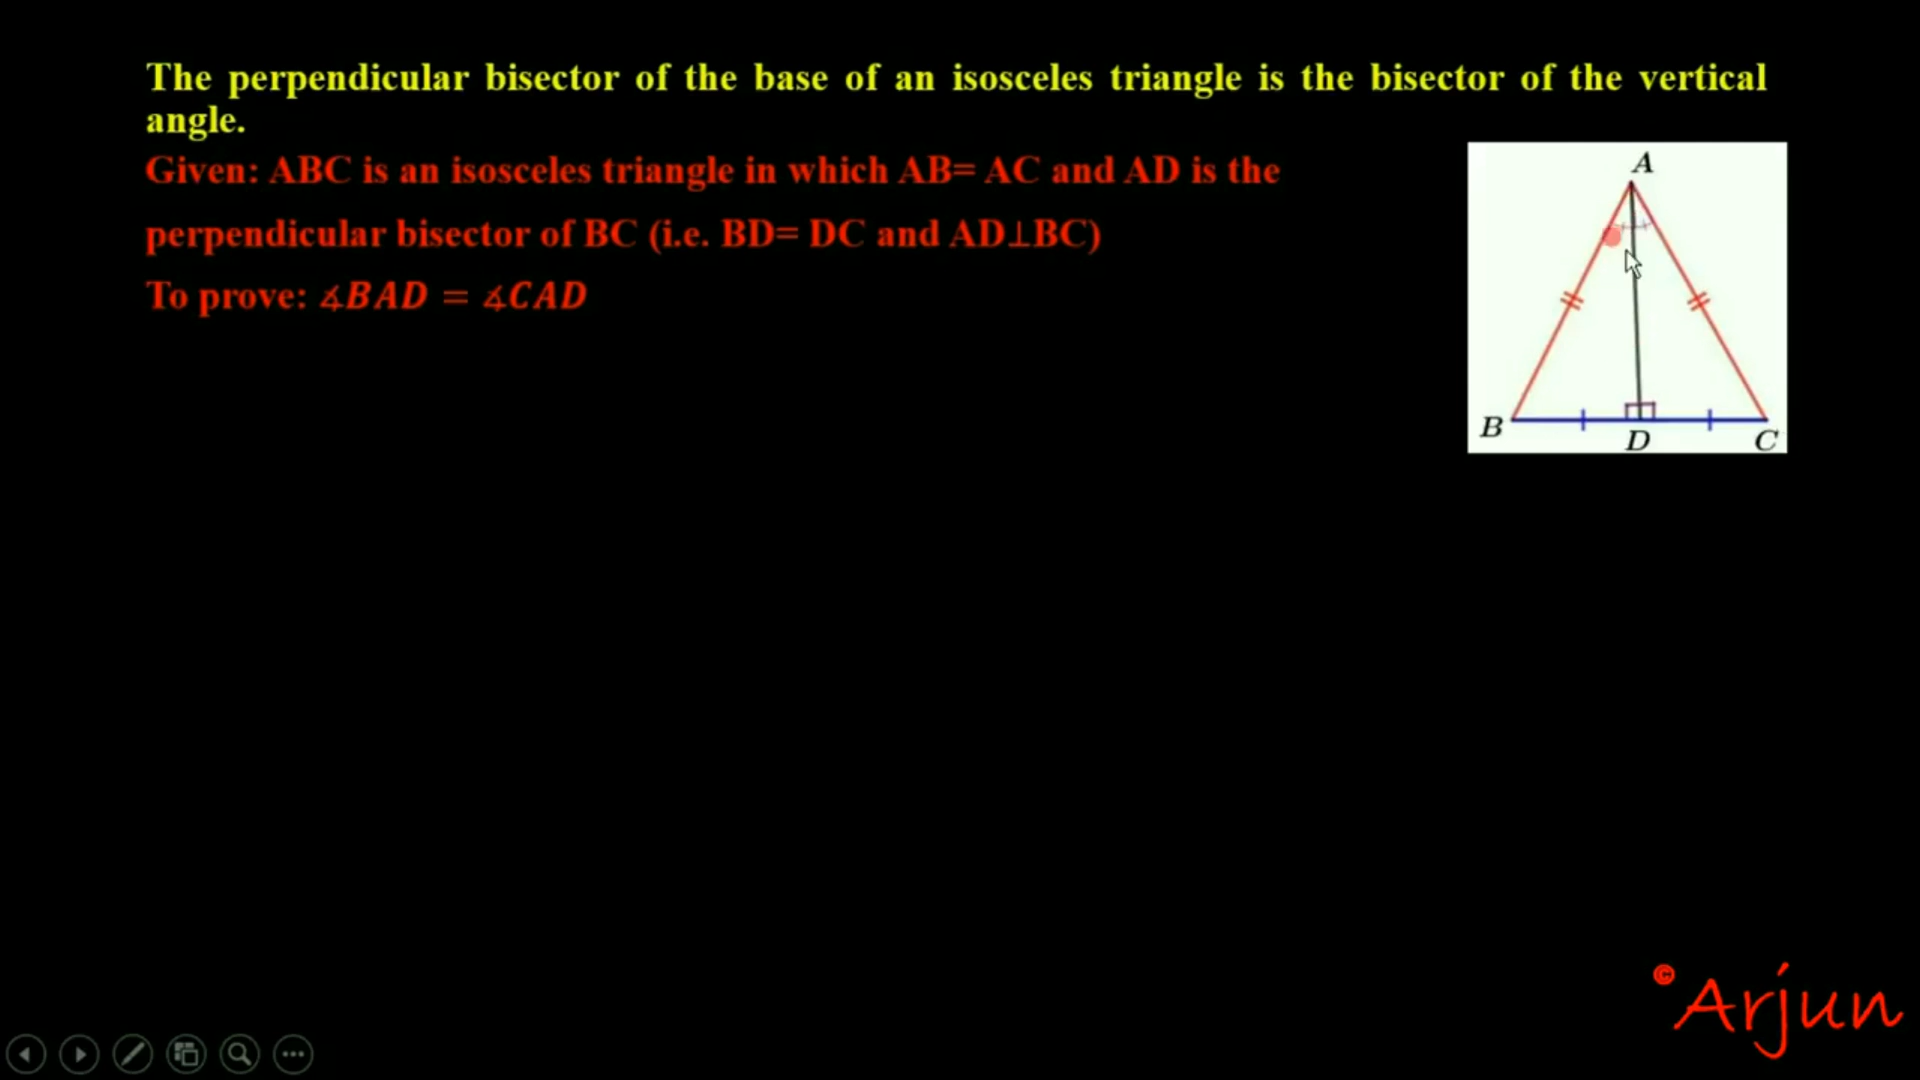 The perpendicular bisector of the base of an isosceles triangle is the bisector of the vertical
angle.
Given: ABC is an isosceles triangle in which AB= AC and AD is the
perpendicular bisector of BC (i.e. BD= DC and AD⊥BC)
To prove: ∡BAD = ∡CAD
A
B
D
C
©Arjun